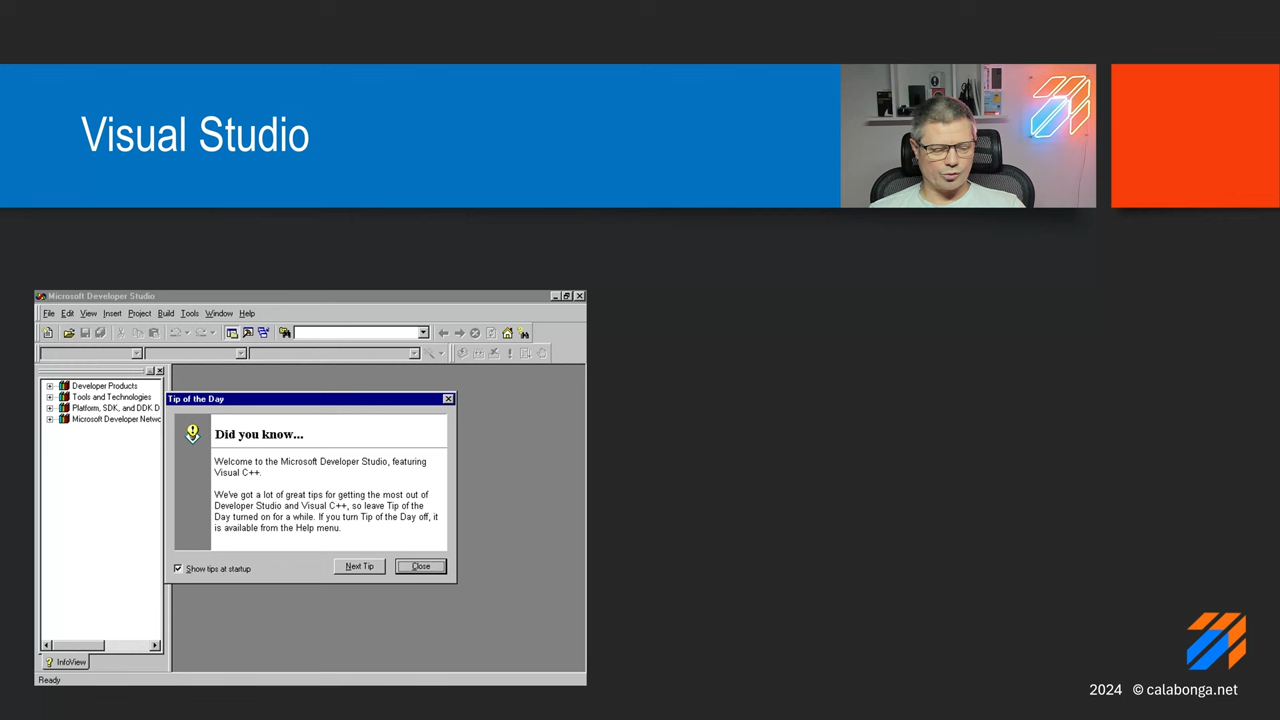 Visual Studio
Microsoft Developer Studio
File Edit View Insert Project Build Tools Window Help
Developer Products
Tools and Technologies
Platform, SDK, and DDK D
Microsoft Developer Netwo
Tip of the Day
Did you know...
Welcome to the Microsoft Developer Studio, featuring
Visual C++.
We've got a lot of great tips for getting the most out of
Developer Studio and Visual C++, so leave Tip of the
Day turned on for a while. If you turn Tip of the Day off, it
is available from the Help menu.
Show tips at startup
Next Tip
Close
InfoView
Ready
2024 © calabonga.net